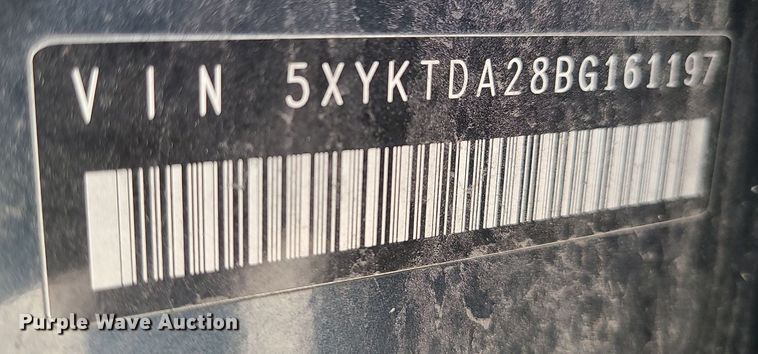 VIN 5XYKTDA28BG161197
Purple Wave Auction